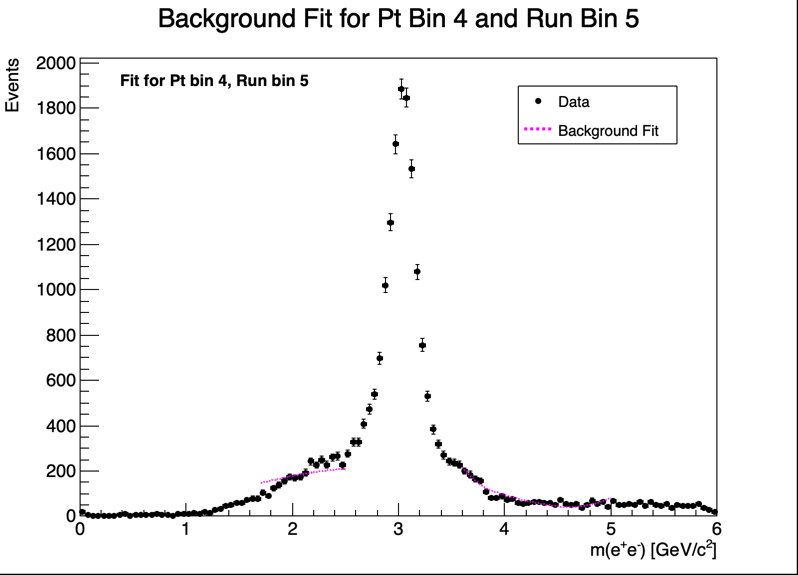 Background Fit for Pt Bin 4 and Run Bin 5
Events
Fit for Pt bin 4, Run bin 5
Data
Background Fit
2000
1800
1600
1400
1200
1000
800
600
400
200
0
0 1 2 3 4 5 6
m(e⁺e⁻) [GeV/c²]